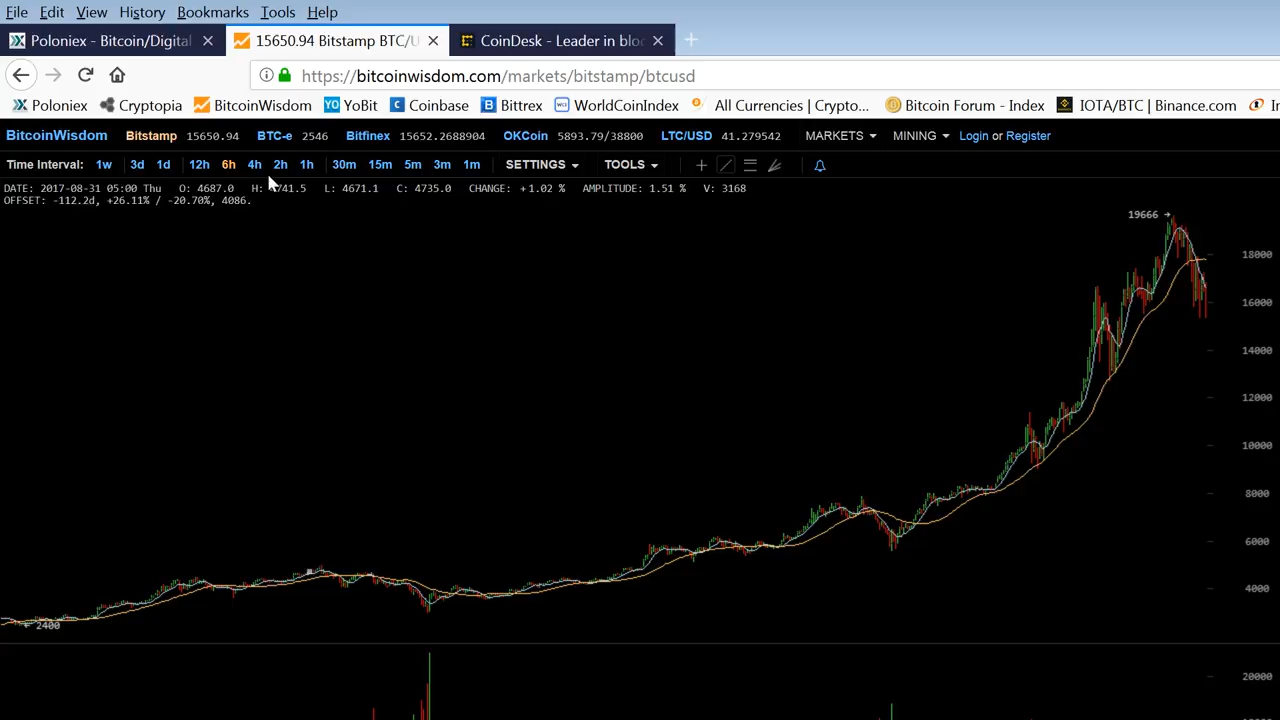 File Edit View History Bookmarks Tools Help
Poloniex - Bitcoin/Digital 15650.94 Bitstamp BTC/U CoinDesk - Leader in bloc
https://bitcoinwisdom.com/markets/bitstamp/btcusd
Poloniex Cryptopia BitcoinWisdom YoBit Coinbase Bittrex WorldCoinIndex All Currencies | Crypto... Bitcoin Forum - Index IOTA/BTC | Binance.com
BitcoinWisdom Bitstamp 15650.94 BTC-e 2546 Bitfinex 15652.2688904 OKCoin 5893.79/38800 LTC/USD 41.279542 MARKETS MINING Login or Register
Time Interval: 1w 3d 1d 12h 6h 4h 2h 1h 30m 15m 5m 3m 1m SETTINGS TOOLS
DATE: 2017-08-31 05:00 Thu O: 4687.0 H: 4741.5 L: 4671.1 C: 4735.0 CHANGE: +1.02 % AMPLITUDE: 1.51 % V: 3168
OFFSET: -112.2d, +26.11% / -20.70%, 4086.
19666
18000
16000
14000
12000
10000
8000
6000
4000
2400
20000